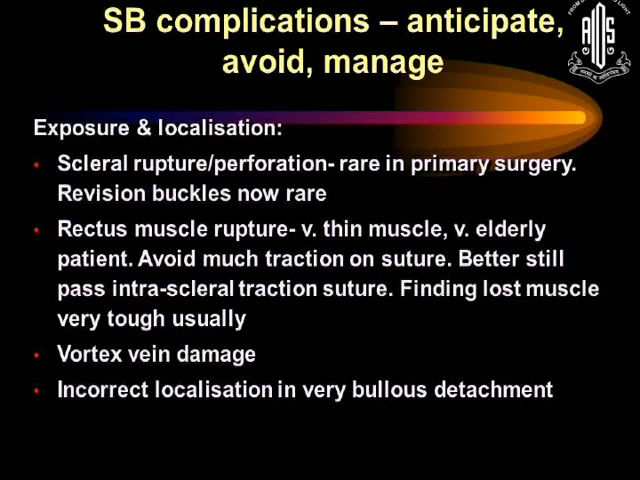 SB complications – anticipate,
avoid, manage
Exposure & localisation:
• Scleral rupture/perforation- rare in primary surgery.
Revision buckles now rare
• Rectus muscle rupture- v. thin muscle, v. elderly
patient. Avoid much traction on suture. Better still
pass intra-scleral traction suture. Finding lost muscle
very tough usually
• Vortex vein damage
• Incorrect localisation in very bullous detachment